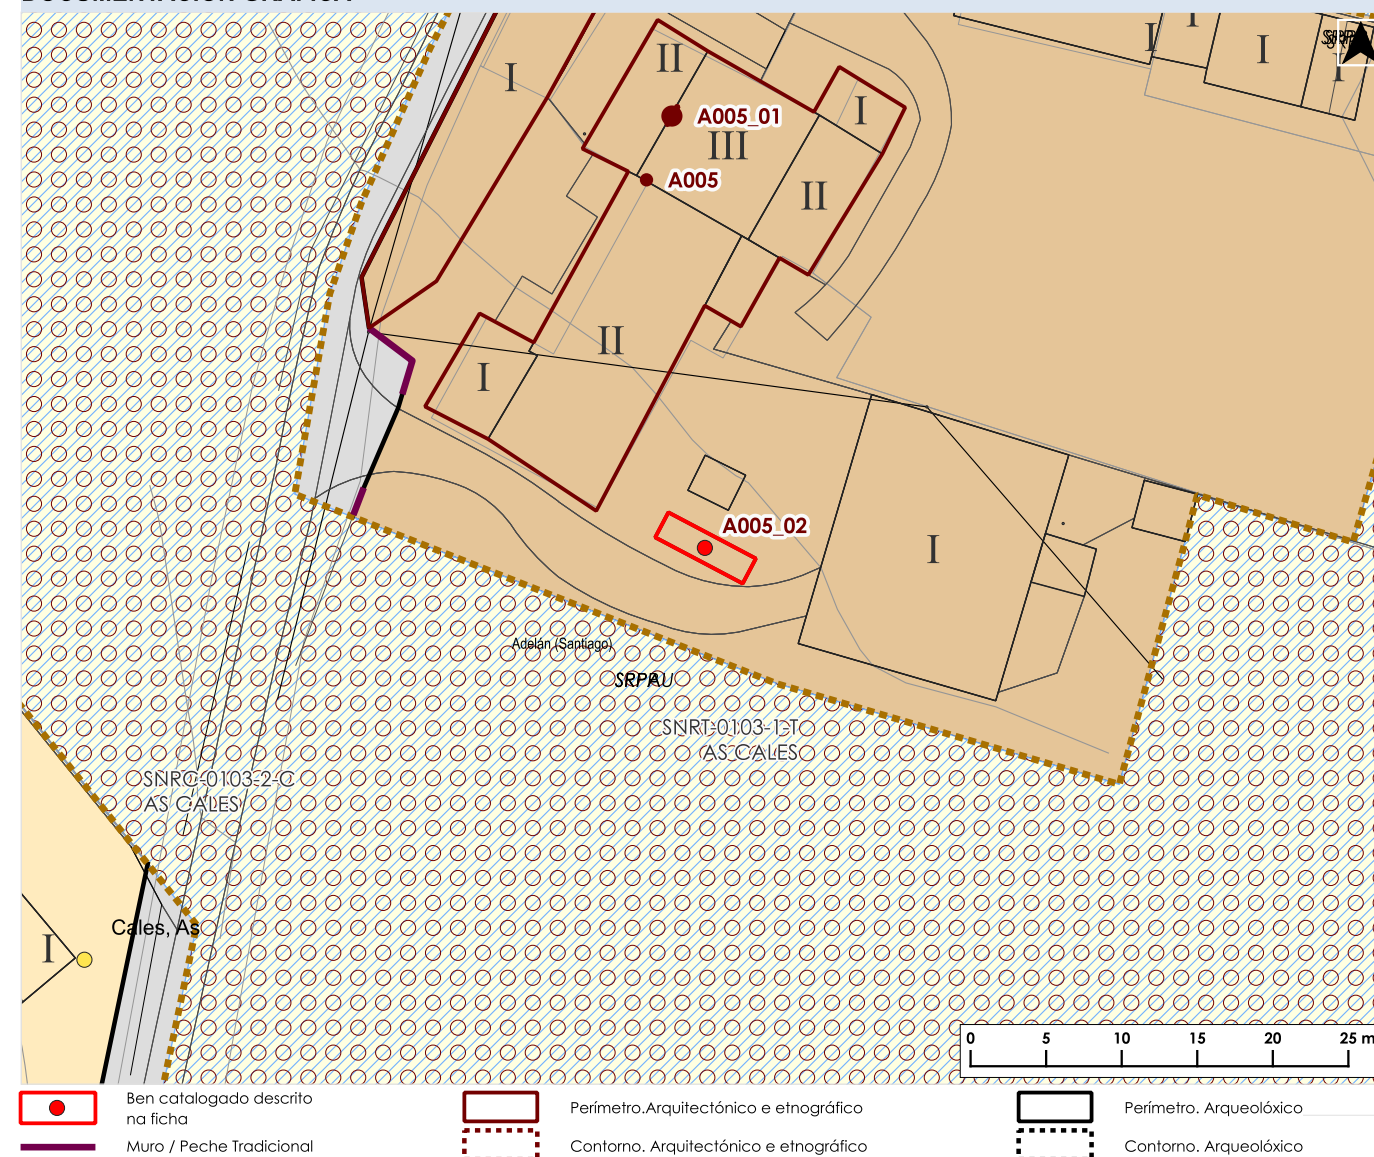 I
II
A005_01
III
I
A005
II
I
I
I
I
I
II
I
A005_02
I
Adelán (Santiago)
SNRT-0103-1-T
AS CALES
SNRC-0103-2-C
AS CALES
Cales, As
I
0 5 10 15 20 25 m
Ben catalogado descrito
na ficha
Perímetro.Arquitectónico e etnográfico
Perímetro. Arqueolóxico
Muro / Peche Tradicional
Contorno. Arquitectónico e etnográfico
Contorno. Arqueolóxico